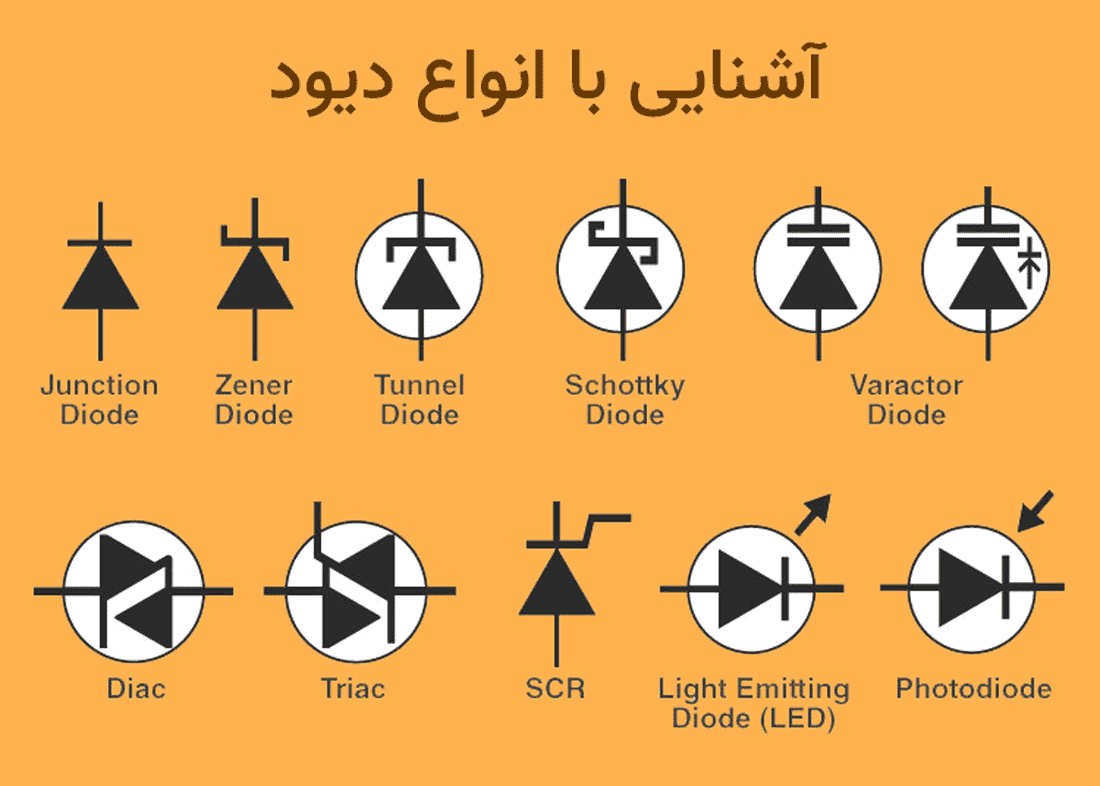 آشنایی با انواع دیود
Junction
Diode
Zener
Diode
Tunnel
Diode
Schottky
Diode
Varactor
Diode
Diac
Triac
SCR
Light Emitting
Diode (LED)
Photodiode